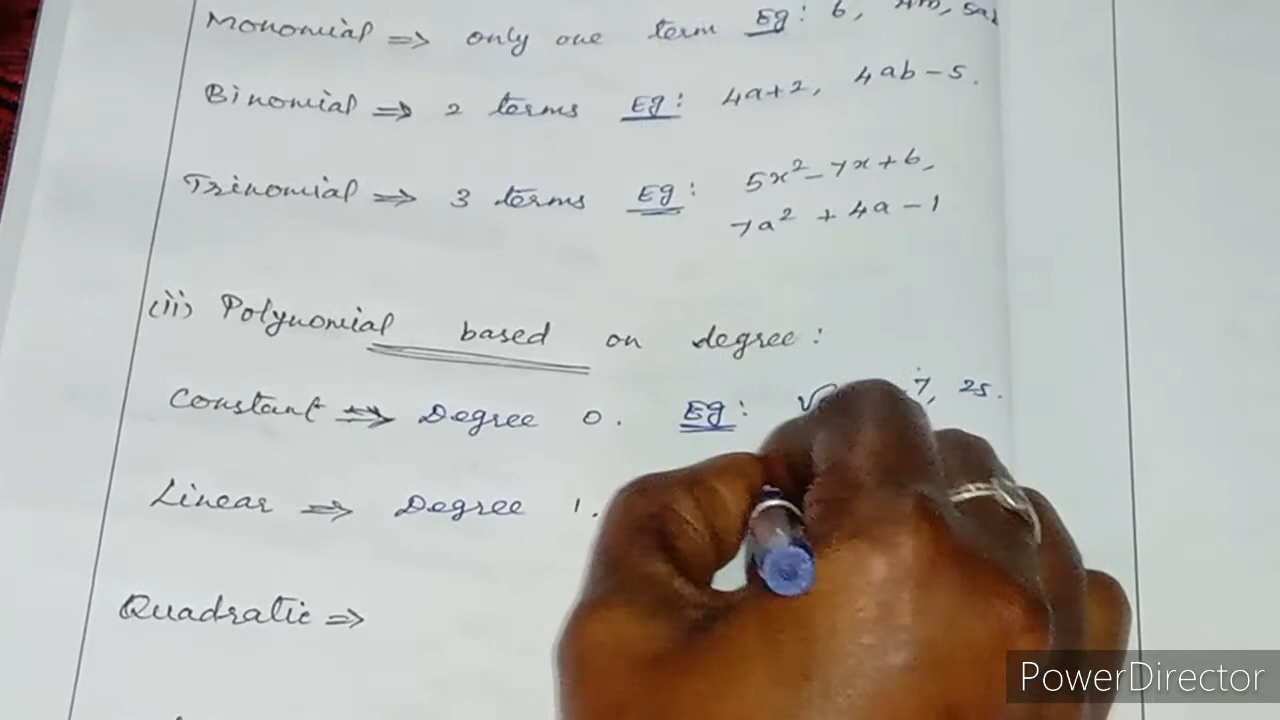 Monomial ⇒ only one term Eg: 6, 4m, 5a,
Binomial ⇒ 2 terms Eg: 4a+2, 4ab-5.
Trinomial ⇒ 3 terms Eg: 5x²-7x+6,
7a² + 4a - 1
(ii) Polynomial based on degree:
Constant ⇒ Degree 0. Eg: 7, 25.
Linear ⇒ Degree 1.
Quadratic ⇒
PowerDirector